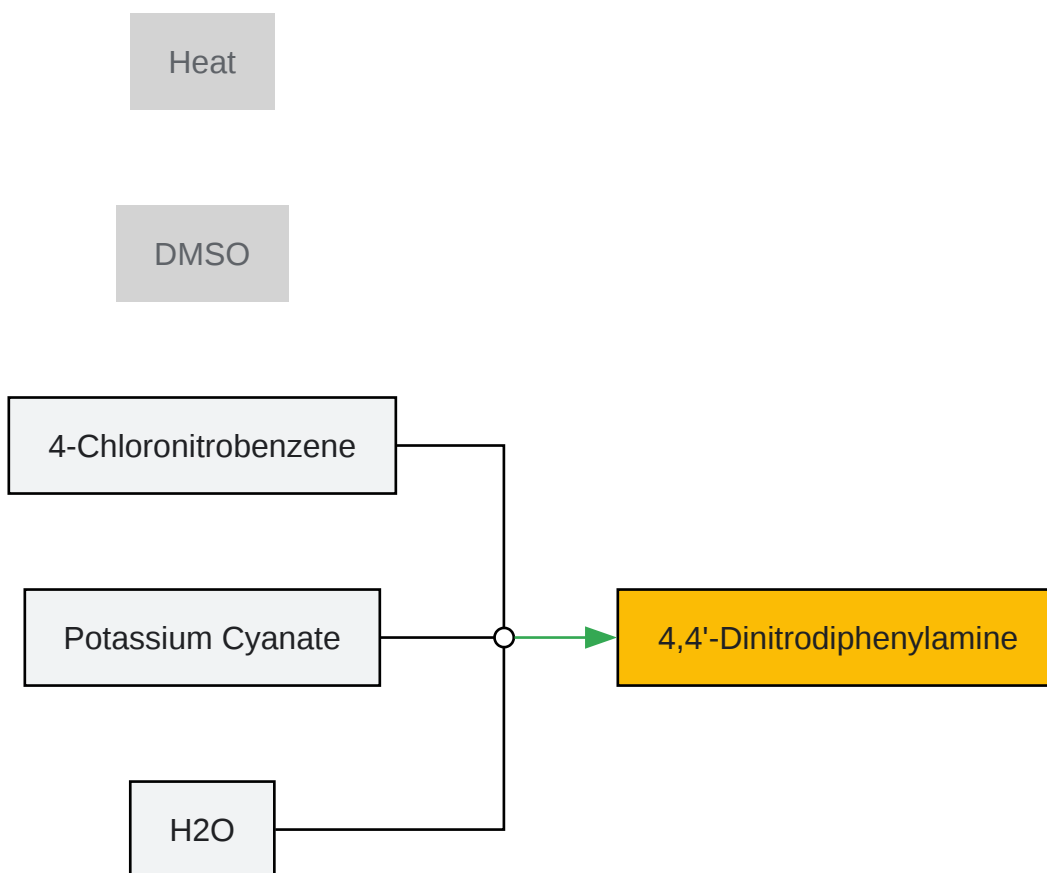 Heat
DMSO
4-Chloronitrobenzene
Potassium Cyanate
4,4'-Dinitrodiphenylamine
H2O